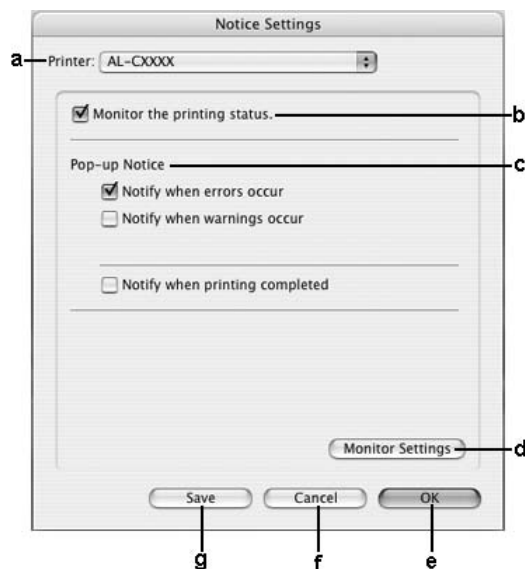 Notice Settings
a Printer: AL-CXXXX
Monitor the printing status. b
Pop-up Notice c
Notify when errors occur
Notify when warnings occur
Notify when printing completed
Monitor Settings d
Save Cancel OK
g f e